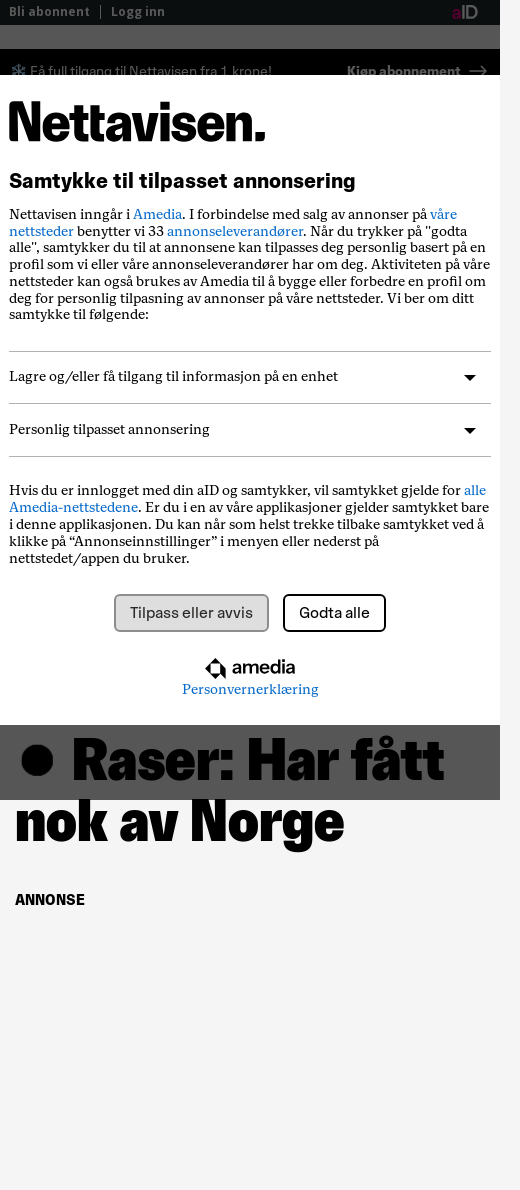 Bli abonnent
Logg inn
aID
Få full tilgang til Nettavisen fra 1 krone!
Kjøp abonnement
Nettavisen.
Samtykke til tilpasset annonsering
Nettavisen inngår i Amedia. I forbindelse med salg av annonser på våre
nettsteder benytter vi 33 annonseleverandører. Når du trykker på "godta
alle", samtykker du til at annonsene kan tilpasses deg personlig basert på en
profil som vi eller våre annonseleverandører har om deg. Aktiviteten på våre
nettsteder kan også brukes av Amedia til å bygge eller forbedre en profil om
deg for personlig tilpasning av annonser på våre nettsteder. Vi ber om ditt
samtykke til følgende:
Lagre og/eller få tilgang til informasjon på en enhet
Personlig tilpasset annonsering
Hvis du er innlogget med din aID og samtykker, vil samtykket gjelde for alle
Amedia-nettstedene. Er du i en av våre applikasjoner gjelder samtykket bare
i denne applikasjonen. Du kan når som helst trekke tilbake samtykket ved å
klikke på “Annonseinnstillinger” i menyen eller nederst på
nettstedet/appen du bruker.
Tilpass eller avvis
Godta alle
amedia
Personvernerklæring
Raser: Har fått
nok av Norge
ANNONSE